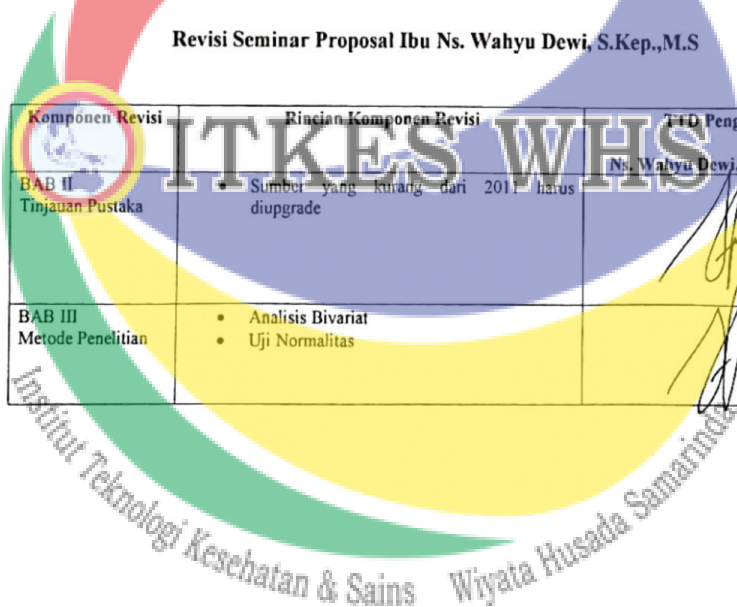 Revisi Seminar Proposal Ibu Ns. Wahyu Dewi, S.Kep.,M.S
Komponen Revisi
Rincian Komponen Revisi
TTD Peng
Ns. Wahyu Dewi,
ITKES WHS
BAB II
Tinjauan Pustaka
• Sumber yang kurang dari 2011 harus
diupgrade
BAB III
Metode Penelitian
• Analisis Bivariat
• Uji Normalitas
Institut Teknologi Kesehatan & Sains Wiyata Husada Samarinda